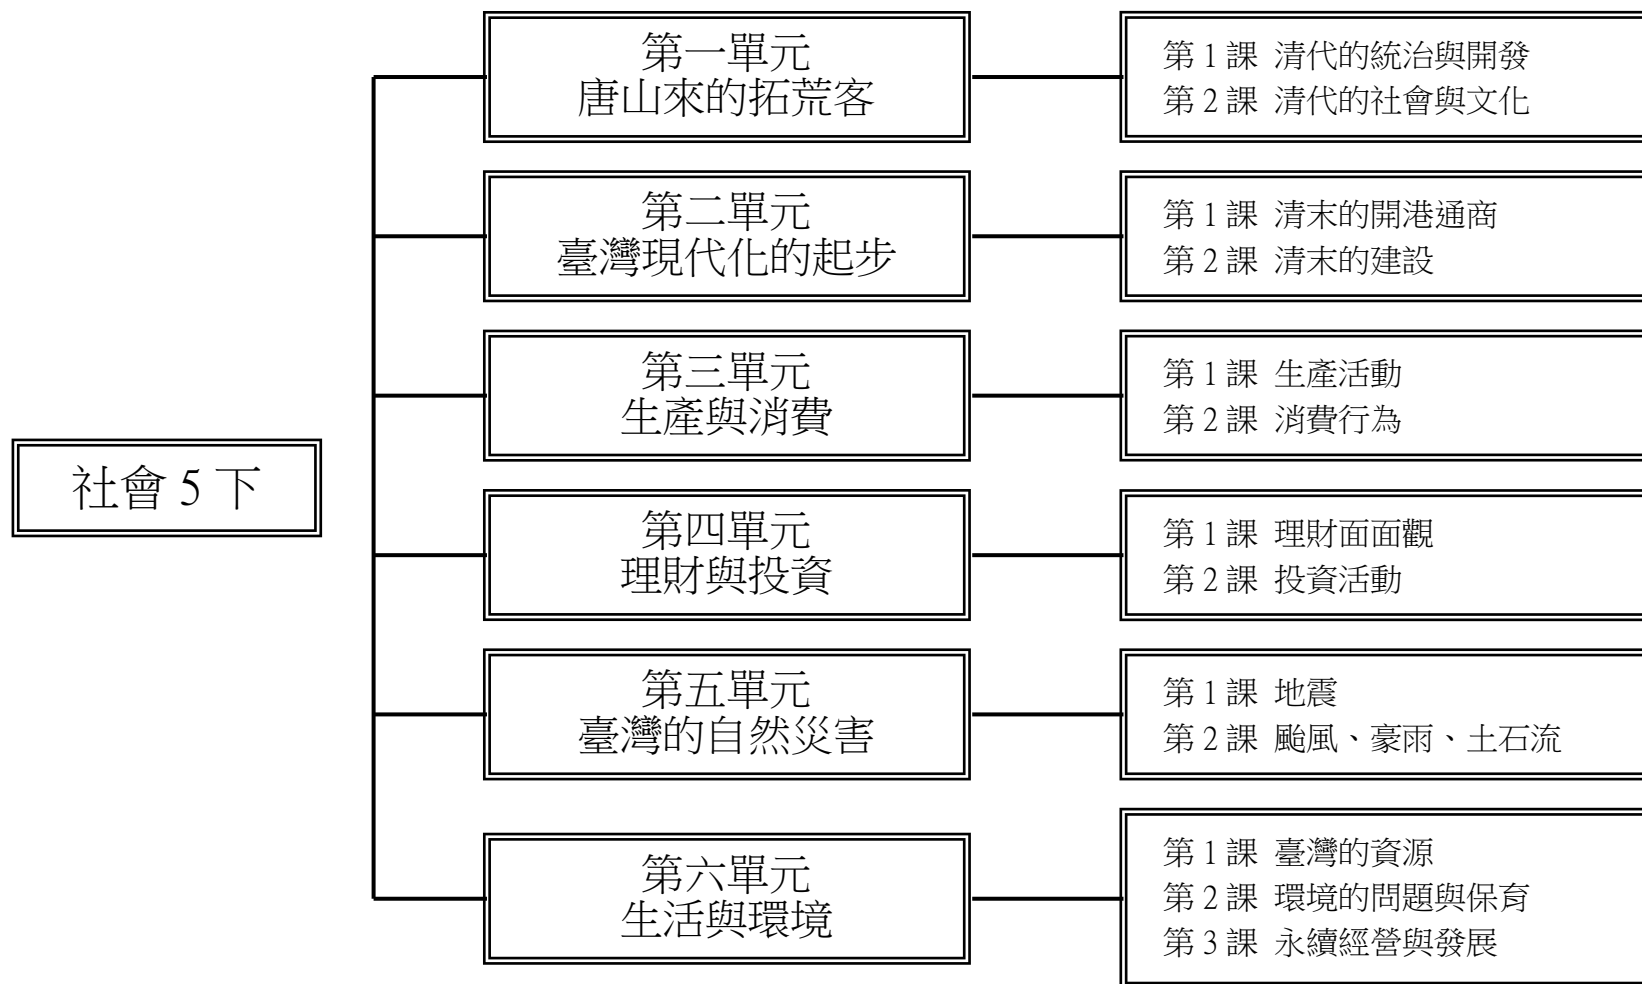 社會 5 下
第一單元
唐山來的拓荒客
第 1 課 清代的統治與開發
第 2 課 清代的社會與文化
第二單元
臺灣現代化的起步
第 1 課 清末的開港通商
第 2 課 清末的建設
第三單元
生產與消費
第 1 課 生產活動
第 2 課 消費行為
第四單元
理財與投資
第 1 課 理財面面觀
第 2 課 投資活動
第五單元
臺灣的自然災害
第 1 課 地震
第 2 課 颱風、豪雨、土石流
第六單元
生活與環境
第 1 課 臺灣的資源
第 2 課 環境的問題與保育
第 3 課 永續經營與發展